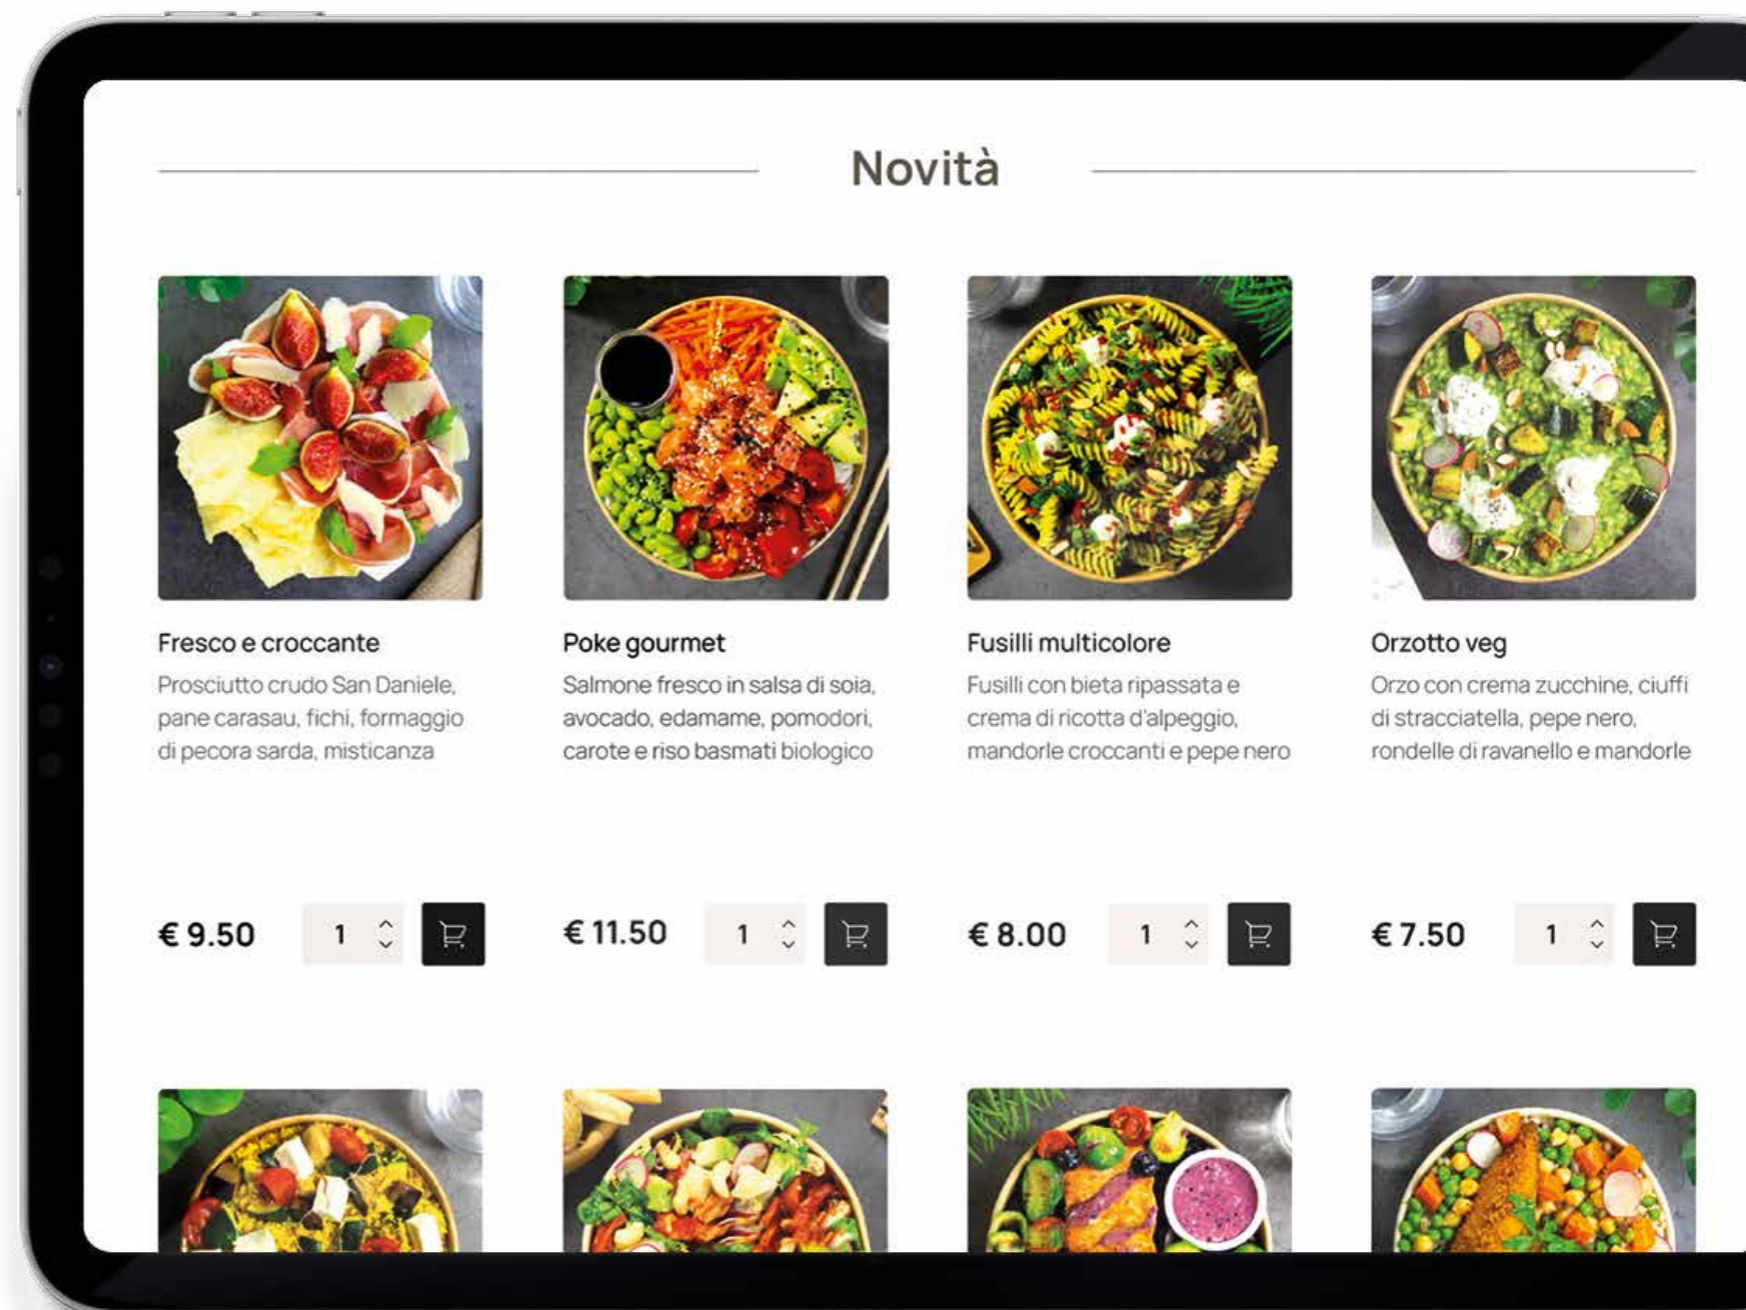 Novità
Fresco e croccante
Prosciutto crudo San Daniele,
pane carasau, fichi, formaggio
di pecora sarda, misticanza
€ 9.50
1
Poke gourmet
Salmone fresco in salsa di soia,
avocado, edamame, pomodori,
carote e riso basmati biologico
€ 11.50
1
Fusilli multicolore
Fusilli con bieta ripassata e
crema di ricotta d'alpeggio,
mandorle croccanti e pepe nero
€ 8.00
1
Orzotto veg
Orzo con crema zucchine, ciuffi
di stracciatella, pepe nero,
rondelle di ravanello e mandorle
€ 7.50
1